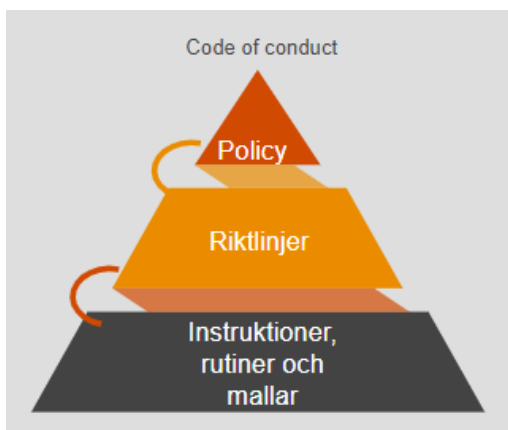 Code of conduct
Policy
Riktlinjer
Instruktioner,
rutiner och
mallar